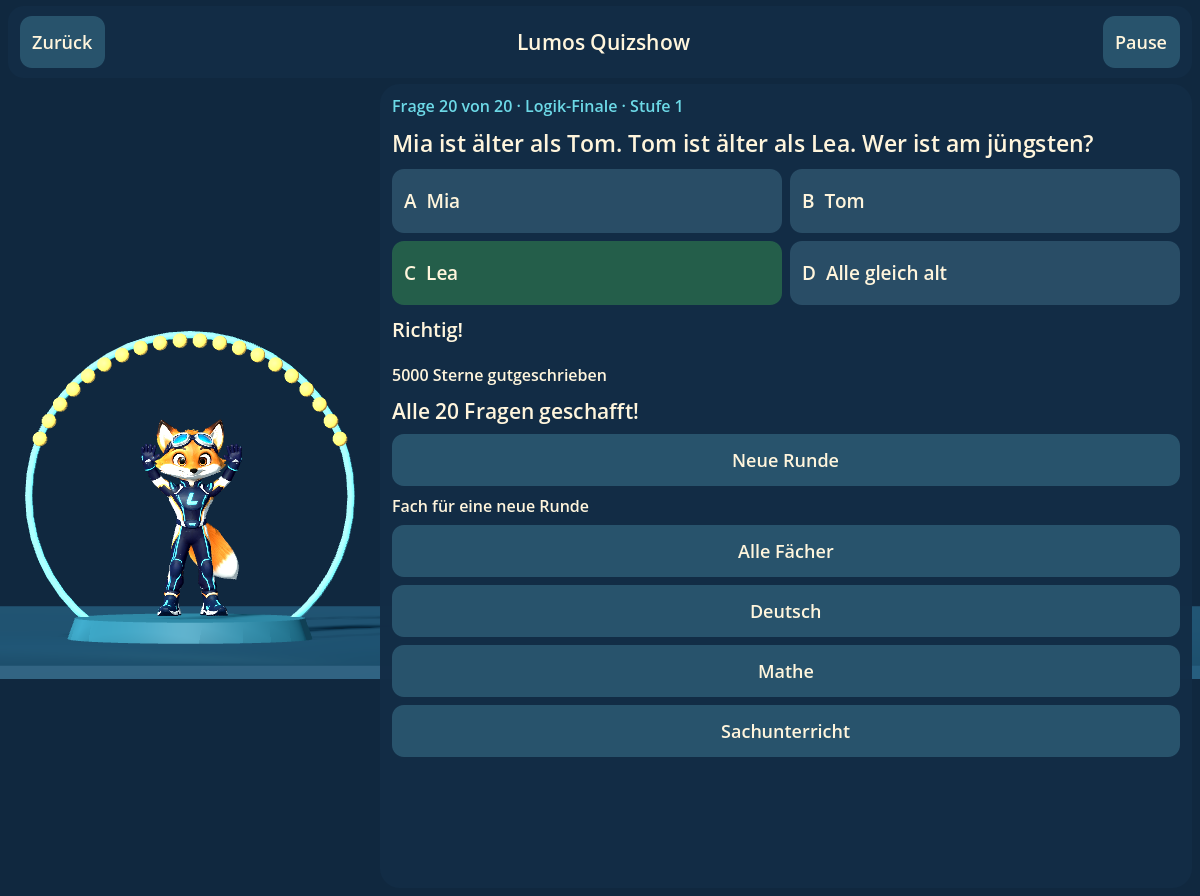 Zurück
Lumos Quizshow
Pause
Frage 20 von 20 · Logik-Finale · Stufe 1
Mia ist älter als Tom. Tom ist älter als Lea. Wer ist am jüngsten?
A Mia
B Tom
C Lea
D Alle gleich alt
Richtig!
5000 Sterne gutgeschrieben
Alle 20 Fragen geschafft!
Neue Runde
Fach für eine neue Runde
Alle Fächer
Deutsch
Mathe
Sachunterricht
L